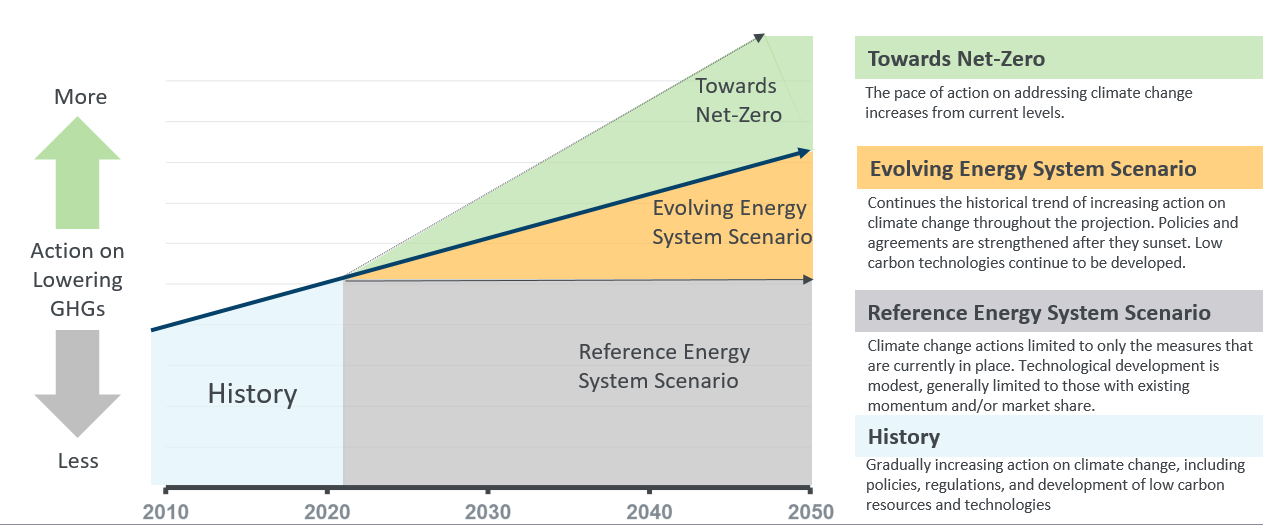 More
Action on
Lowering
GHGs
Less
Towards
Net-Zero
Evolving Energy
System Scenario
Reference Energy
System Scenario
History
2010
2020
2030
2040
2050
Towards Net-Zero
The pace of action on addressing climate change
increases from current levels.
Evolving Energy System Scenario
Continues the historical trend of increasing action on
climate change throughout the projection. Policies and
agreements are strengthened after they sunset. Low
carbon technologies continue to be developed.
Reference Energy System Scenario
Climate change actions limited to only the measures that
are currently in place. Technological development is
modest, generally limited to those with existing
momentum and/or market share.
History
Gradually increasing action on climate change, including
policies, regulations, and development of low carbon
resources and technologies